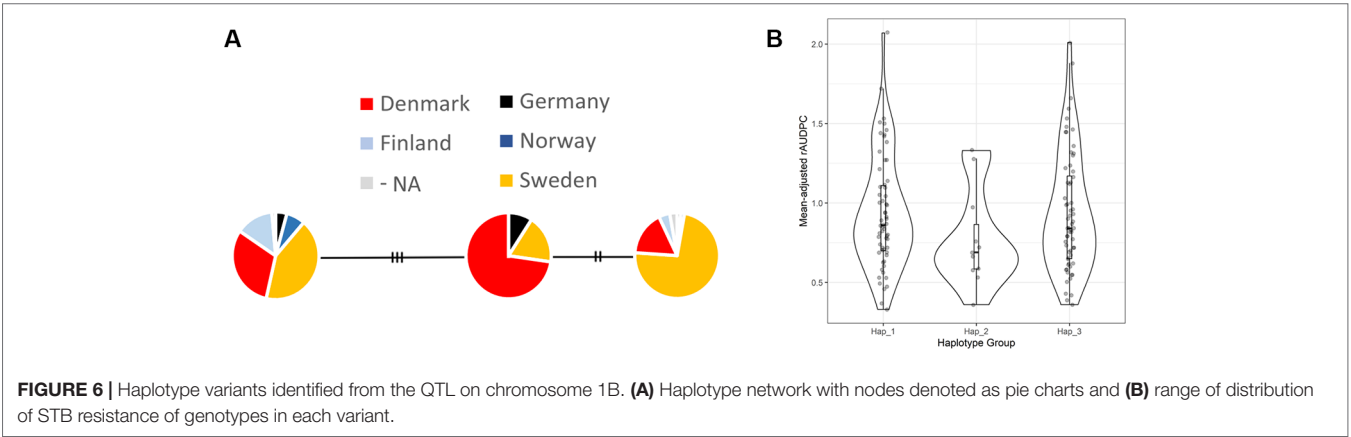 A
Denmark Germany
Finland Norway
- NA Sweden
B
Mean-adjusted rAUDPC
2.0
1.5
1.0
0.5
Hap_1 Hap_2 Hap_3
Haplotype Group
FIGURE 6 | Haplotype variants identified from the QTL on chromosome 1B. (A) Haplotype network with nodes denoted as pie charts and (B) range of distribution
of STB resistance of genotypes in each variant.